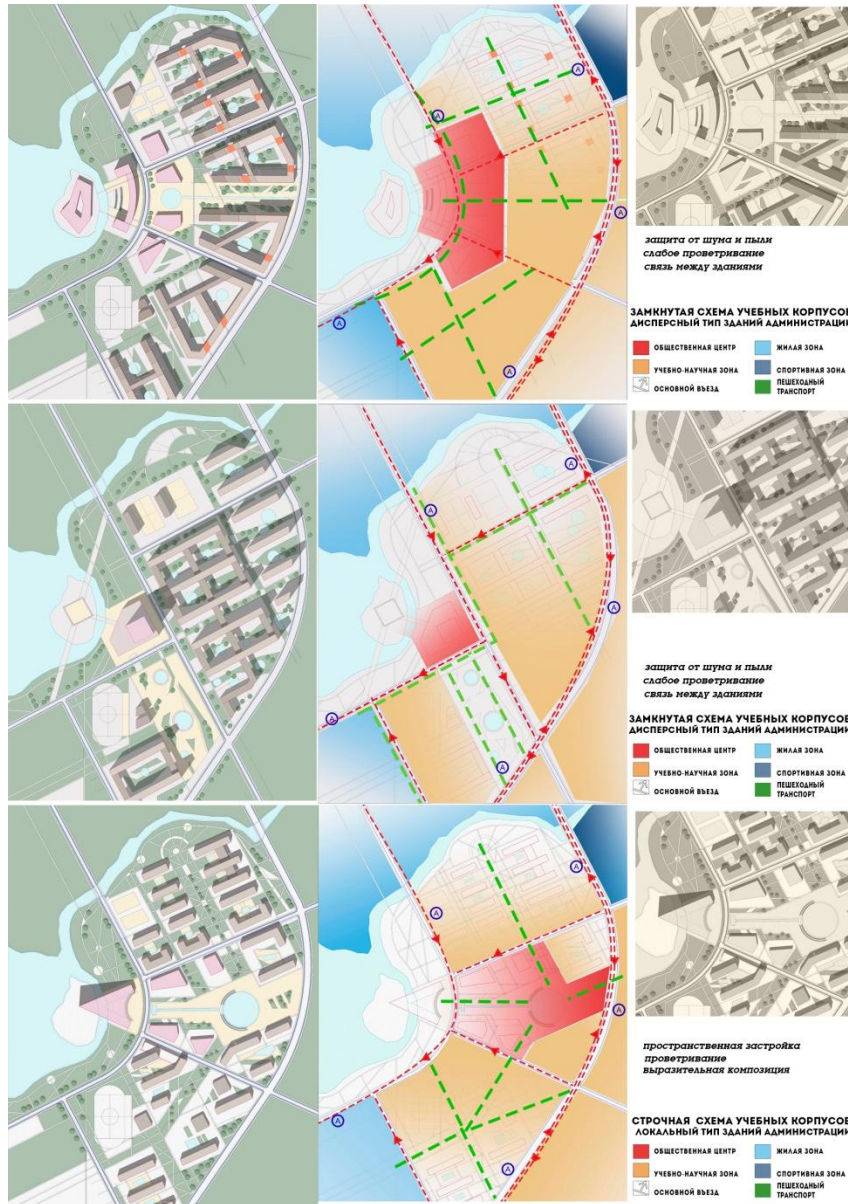 А
А
А
А
А
защита от шума и пыли
слабое проветривание
связь между зданиями
ЗАМКНУТАЯ СХЕМА УЧЕБНЫХ КОРПУСОВ
ДИСПЕРСНЫЙ ТИП ЗДАНИЙ АДМИНИСТРАЦИИ
ОБЩЕСТВЕННАЯ ЦЕНТР ЖИЛАЯ ЗОНА
УЧЕБНО-НАУЧНАЯ ЗОНА СПОРТИВНАЯ ЗОНА
ОСНОВНОЙ ВЪЕЗД ПЕШЕХОДНЫЙ
ТРАНСПОРТ
А
А
А
А
А
защита от шума и пыли
слабое проветривание
связь между зданиями
ЗАМКНУТАЯ СХЕМА УЧЕБНЫХ КОРПУСОВ
ДИСПЕРСНЫЙ ТИП ЗДАНИЙ АДМИНИСТРАЦИИ
ОБЩЕСТВЕННАЯ ЦЕНТР ЖИЛАЯ ЗОНА
УЧЕБНО-НАУЧНАЯ ЗОНА СПОРТИВНАЯ ЗОНА
ОСНОВНОЙ ВЪЕЗД ПЕШЕХОДНЫЙ
ТРАНСПОРТ
А
А
А
А
А
пространственная застройка
проветривание
выразительная композиция
СТРОЧНАЯ СХЕМА УЧЕБНЫХ КОРПУСОВ
ЛОКАЛЬНЫЙ ТИП ЗДАНИЙ АДМИНИСТРАЦИИ
ОБЩЕСТВЕННАЯ ЦЕНТР ЖИЛАЯ ЗОНА
УЧЕБНО-НАУЧНАЯ ЗОНА СПОРТИВНАЯ ЗОНА
ОСНОВНОЙ ВЪЕЗД ПЕШЕХОДНЫЙ
ТРАНСПОРТ